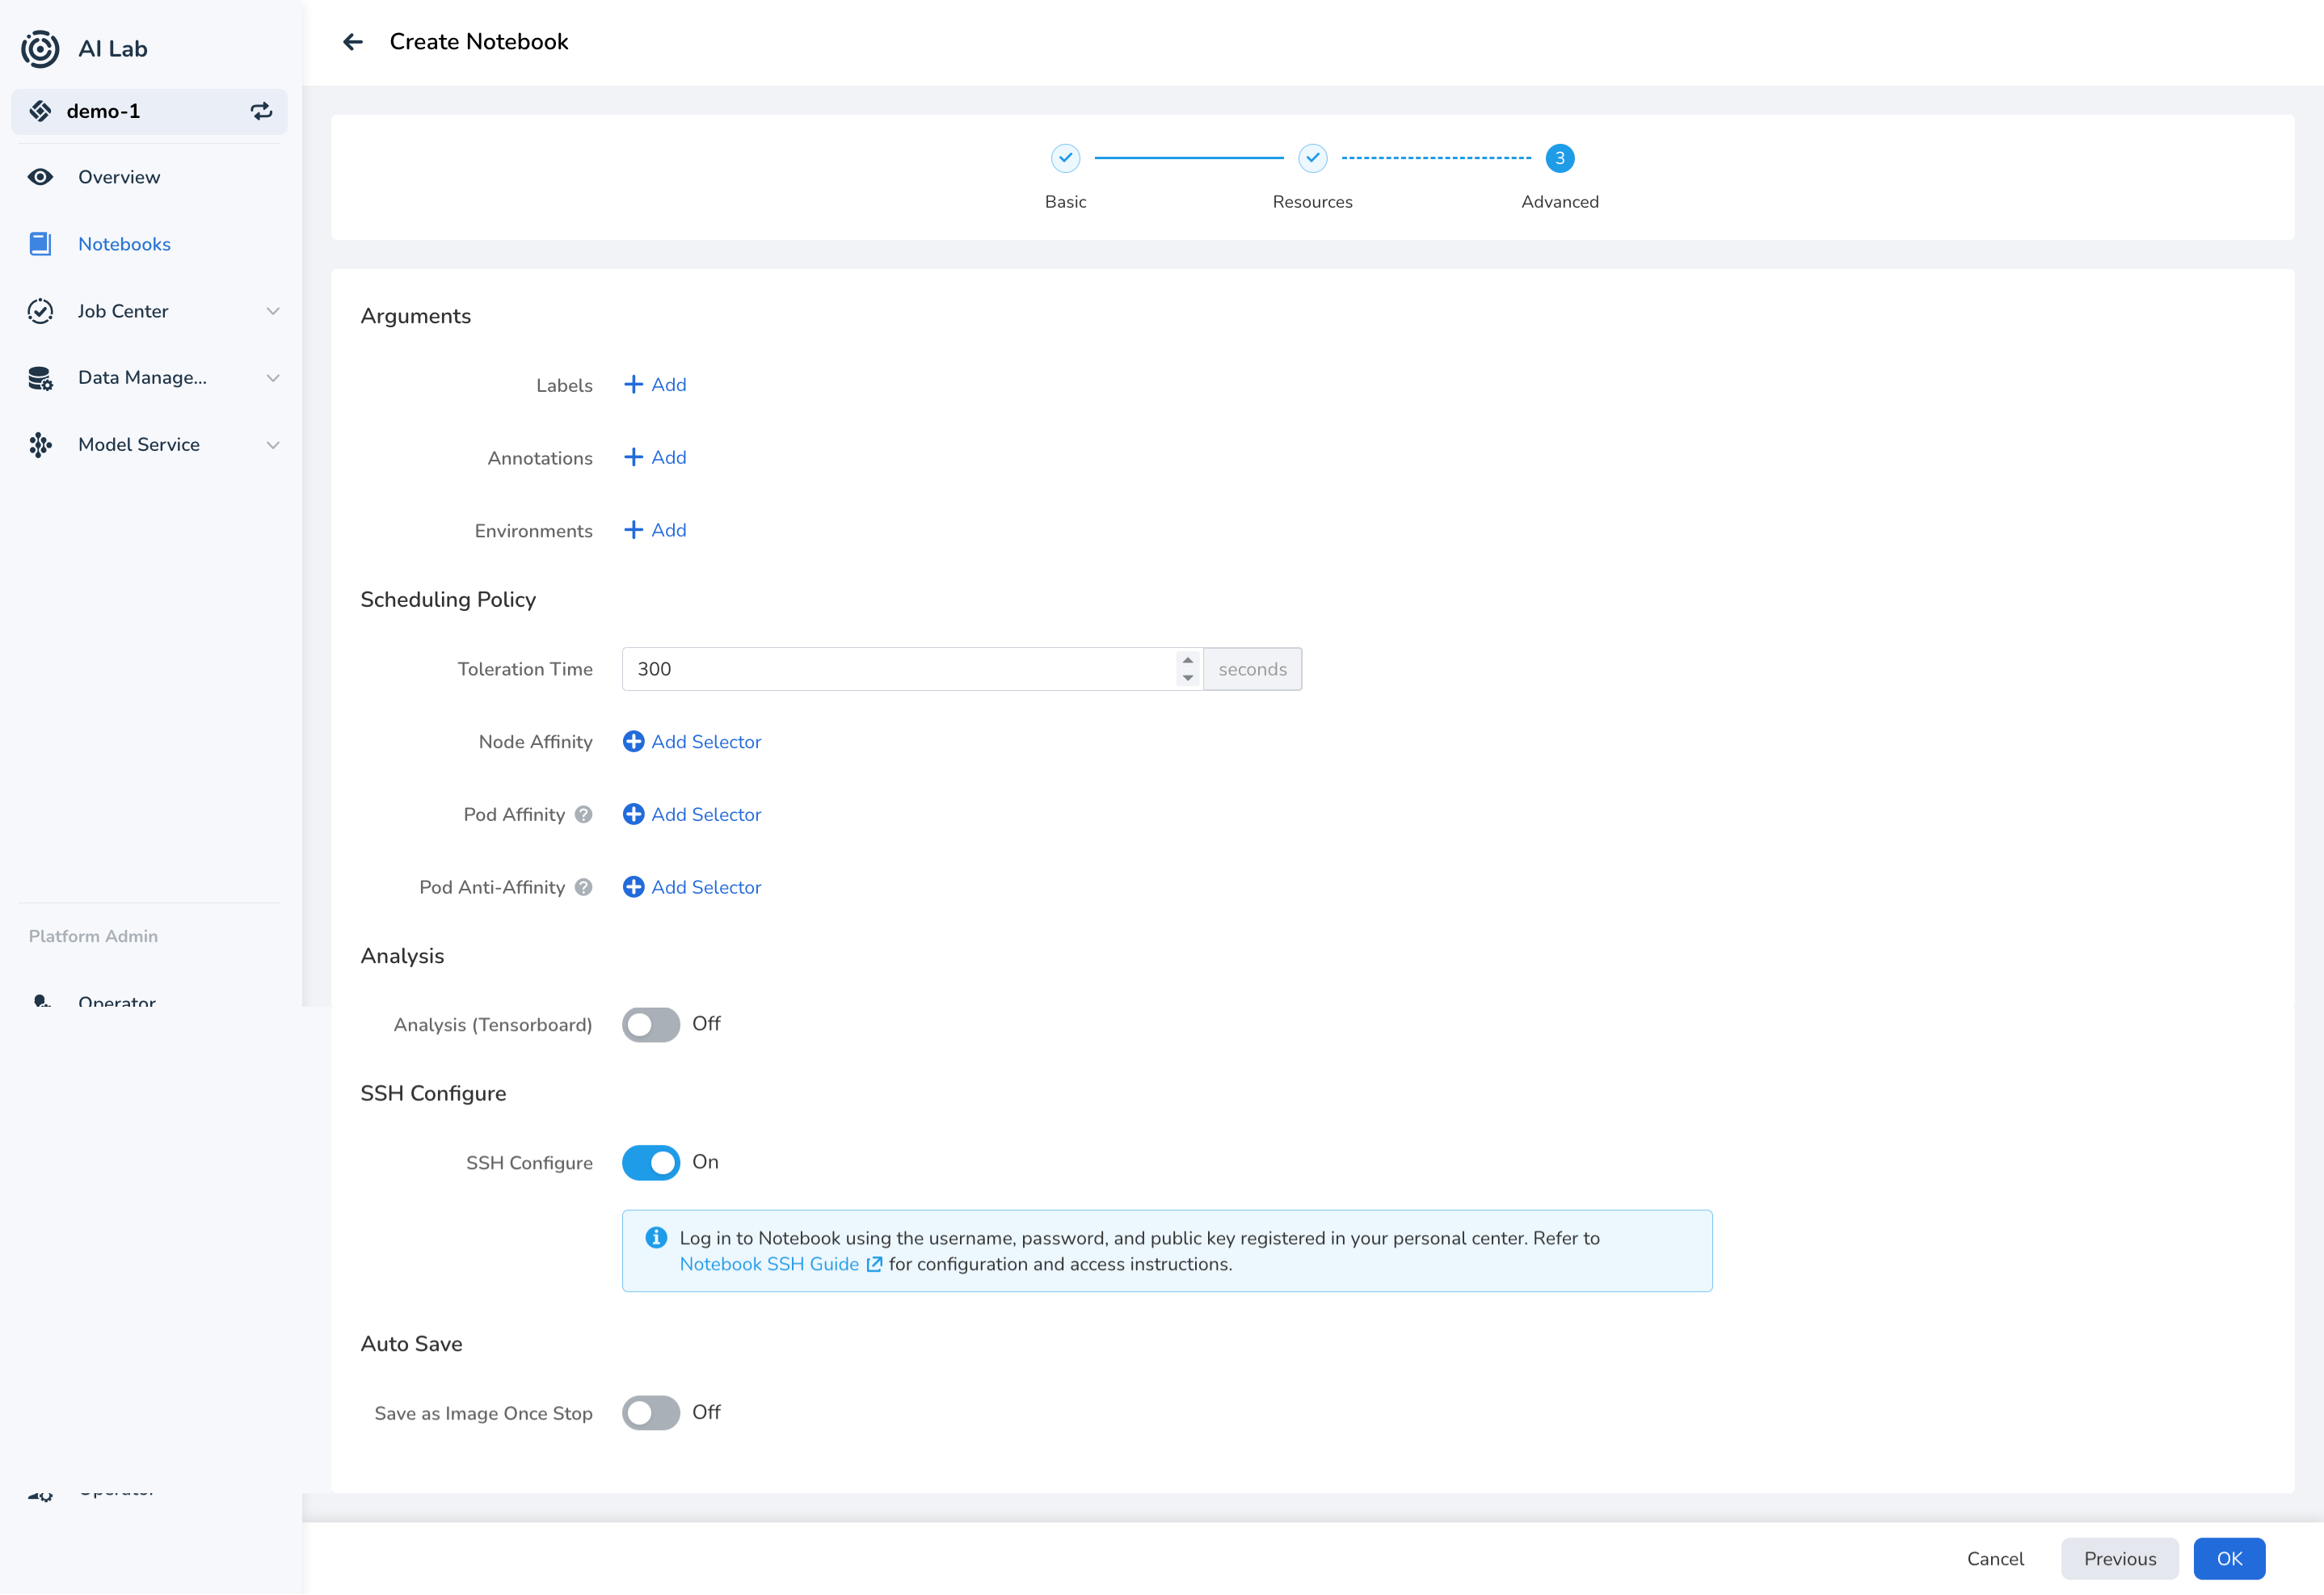 AI Lab
demo-1
Overview
Notebooks
Job Center
Data Manage...
Model Service
Platform Admin
Operator
Operator
Create Notebook
3
Basic
Resources
Advanced
Arguments
Labels
Add
Annotations
Add
Environments
Add
Scheduling Policy
Toleration Time
300
seconds
Node Affinity
Add Selector
Pod Affinity
?
Add Selector
Pod Anti-Affinity
?
Add Selector
Analysis
Analysis (Tensorboard)
Off
SSH Configure
SSH Configure
On
Log in to Notebook using the username, password, and public key registered in your personal center. Refer to
Notebook SSH Guide for configuration and access instructions.
Auto Save
Save as Image Once Stop
Off
Cancel
Previous
OK